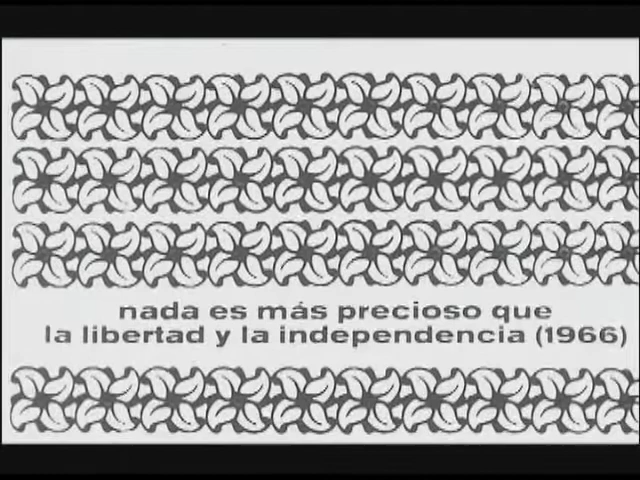 nada es más precioso que
la libertad y la independencia (1966)